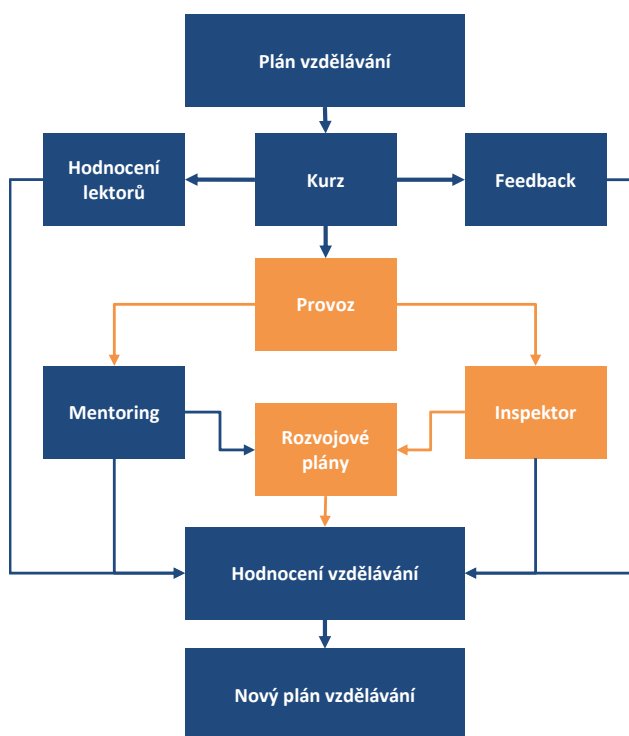 Plán vzdělávání
Hodnocení
lektorů
Kurz
Feedback
Provoz
Mentoring
Rozvojové
plány
Inspektor
Hodnocení vzdělávání
Nový plán vzdělávání